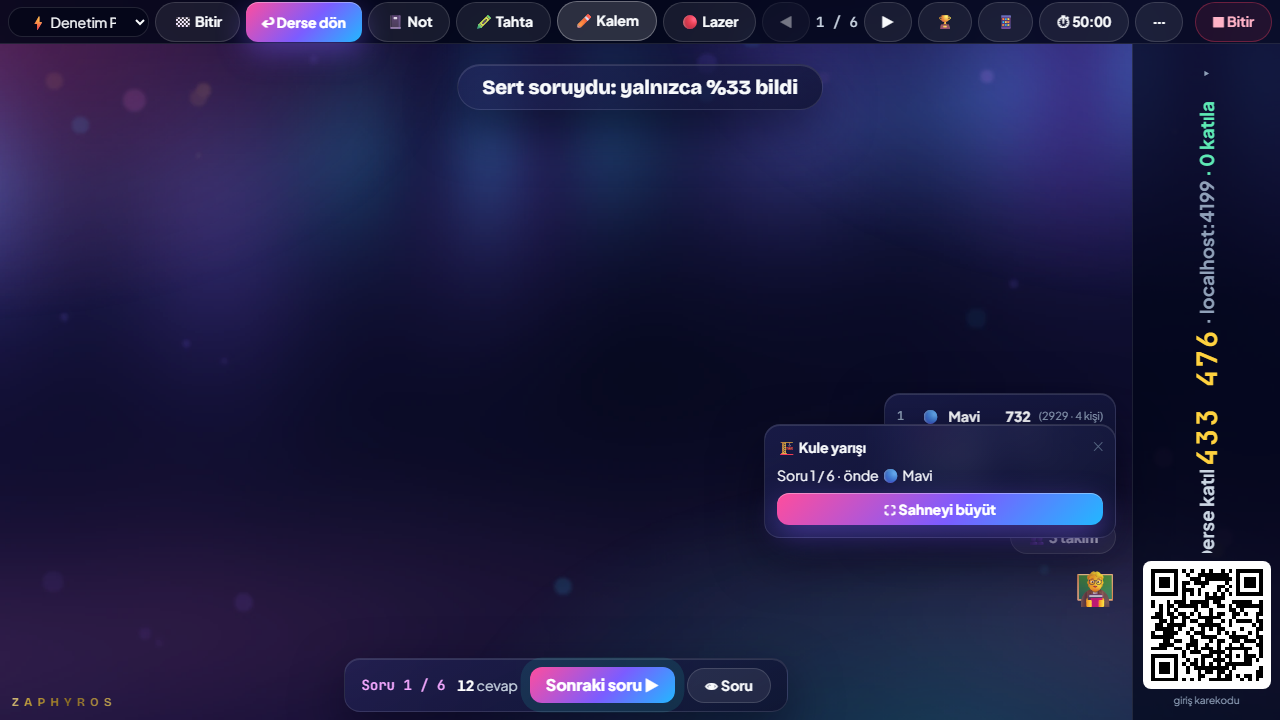 Denetim F
Bitir
Derse dön
Not
Tahta
Kalem
Lazer
1 / 6
50:00
Bitir
Sert soruydu: yalnızca %33 bildi
1 Mavi 732 (2929 · 4 kişi)
Kule yarışı
Soru 1 / 6 · önde Mavi
Sahneyi büyüt
3 takım
Derse katıl 433 476 · localhost:4199 · 0 katıla
giriş karekodu
Soru 1 / 6 12 cevap Sonraki soru Soru
ZAPHYROS